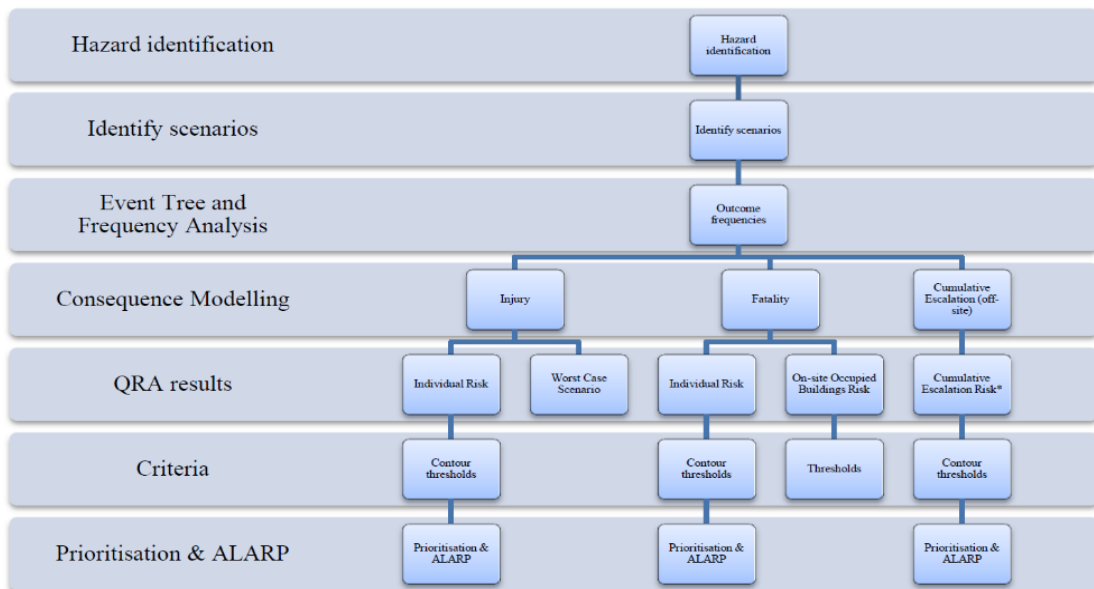 Hazard identification
Hazard
identification
Identify scenarios
Identify scenarios
Event Tree and
Frequency Analysis
Outcome
frequencies
Consequence Modelling
Injury
Fatality
Cumulative
Escalation (off-
site)
QRA results
Individual Risk
Worst Case
Scenario
Individual Risk
On-site Occupied
Buildings Risk
Cumulative
Escalation Risk*
Criteria
Contour
thresholds
Contour
thresholds
Thresholds
Contour
thresholds
Prioritisation & ALARP
Prioritisation &
ALARP
Prioritisation &
ALARP
Prioritisation &
ALARP